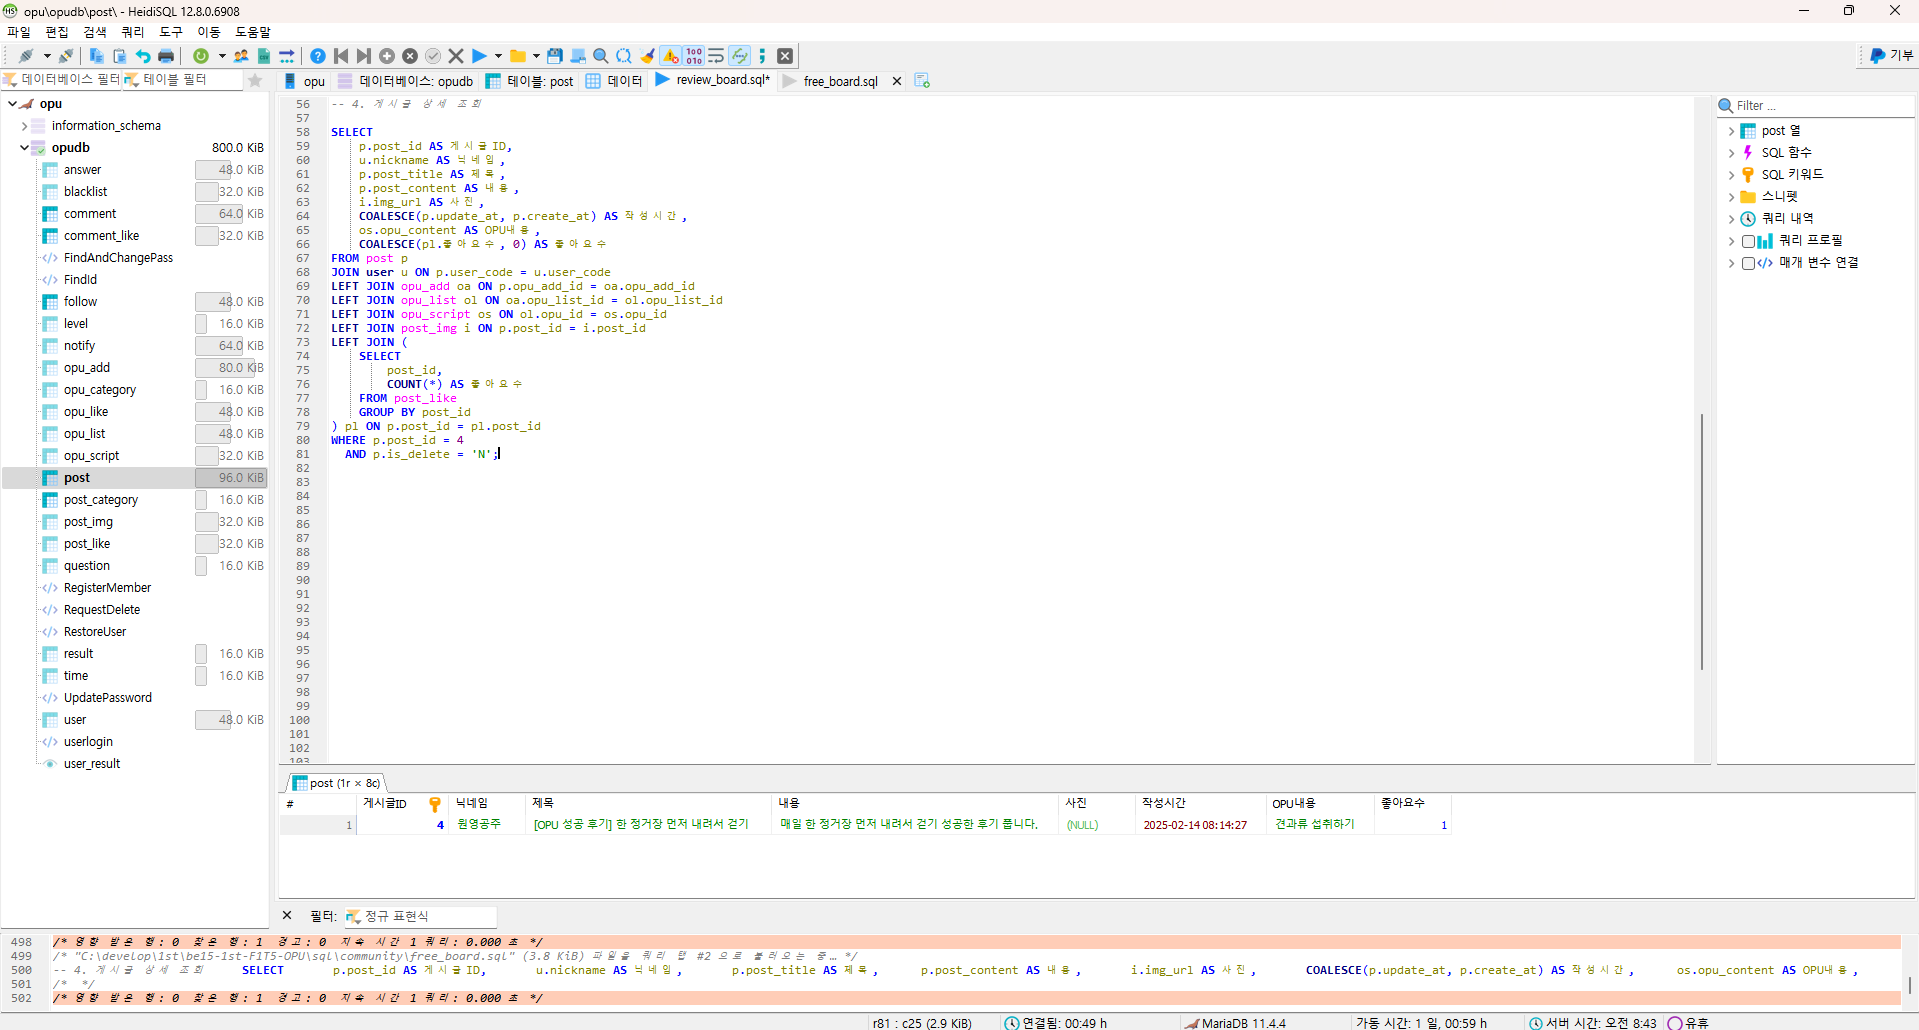 opu\opudb\post\ - HeidiSQL 12.8.0.6908
파일 편집 검색 쿼리 도구 이동 도움말
기부
데이터베이스 필터 테이블 필터
opu 데이터베이스: opudb 테이블: post 데이터 review_board.sql* free_board.sql
opu
information_schema
opudb 800.0 KiB
answer 48.0 KiB
blacklist 32.0 KiB
comment 64.0 KiB
comment_like 32.0 KiB
FindAndChangePass
FindId
follow 48.0 KiB
level 16.0 KiB
notify 64.0 KiB
opu_add 80.0 KiB
opu_category 16.0 KiB
opu_like 48.0 KiB
opu_list 48.0 KiB
opu_script 32.0 KiB
post 96.0 KiB
post_category 16.0 KiB
post_img 32.0 KiB
post_like 32.0 KiB
question 16.0 KiB
RegisterMember
RequestDelete
RestoreUser
result 16.0 KiB
time 16.0 KiB
UpdatePassword
user 48.0 KiB
userlogin
user_result
56 -- 4. 게시글 상세 조회
57
58 SELECT
59 p.post_id AS 게시글ID,
60 u.nickname AS 닉네임,
61 p.post_title AS 제목,
62 p.post_content AS 내용,
63 i.img_url AS 사진,
64 COALESCE(p.update_at, p.create_at) AS 작성시간,
65 os.opu_content AS OPU내용,
66 COALESCE(pl.좋아요수, 0) AS 좋아요수
67 FROM post p
68 JOIN user u ON p.user_code = u.user_code
69 LEFT JOIN opu_add oa ON p.opu_add_id = oa.opu_add_id
70 LEFT JOIN opu_list ol ON oa.opu_list_id = ol.opu_list_id
71 LEFT JOIN opu_script os ON ol.opu_id = os.opu_id
72 LEFT JOIN post_img i ON p.post_id = i.post_id
73 LEFT JOIN (
74 SELECT
75 post_id,
76 COUNT(*) AS 좋아요수
77 FROM post_like
78 GROUP BY post_id
79 ) pl ON p.post_id = pl.post_id
80 WHERE p.post_id = 4
81 AND p.is_delete = 'N';
82
83
84
85
86
87
88
89
90
91
92
93
94
95
96
97
98
99
100
101
102
103
Filter ...
post 열
SQL 함수
SQL 키워드
스니펫
쿼리 내역
쿼리 프로필
매개 변수 연결
post (1r × 8c)
# 게시글ID 닉네임 제목 내용 사진 작성시간 OPU내용 좋아요수
1 4 원영공주 [OPU 성공 후기] 한 정거장 먼저 내려서 걷기 매일 한 정거장 먼저 내려서 걷기 성공한 후기 풉니다. (NULL) 2025-02-14 08:14:27 견과류 섭취하기 1
필터: 정규 표현식
498 /* 영향 받은 행: 0 찾은 행: 1 경고: 0 지속 시간 1 쿼리: 0.000 초 */
499 /* "C:\develop\1st\be15-1st-F1T5-OPU\sql\community\free_board.sql" (3.8 KiB) 파일을 쿼리 탭 #2 으로 불러오는 중… */
500 -- 4. 게시글 상세 조회 SELECT p.post_id AS 게시글ID, u.nickname AS 닉네임, p.post_title AS 제목, p.post_content AS 내용, i.img_url AS 사진, COALESCE(p.update_at, p.create_at) AS 작성시간, os.opu_content AS OPU내용,
501 /* */
502 /* 영향 받은 행: 0 찾은 행: 1 경고: 0 지속 시간 1 쿼리: 0.000 초 */
r81 : c25 (2.9 KiB) 연결됨: 00:49 h MariaDB 11.4.4 가동 시간: 1 일, 00:59 h 서버 시간: 오전 8:43 유휴